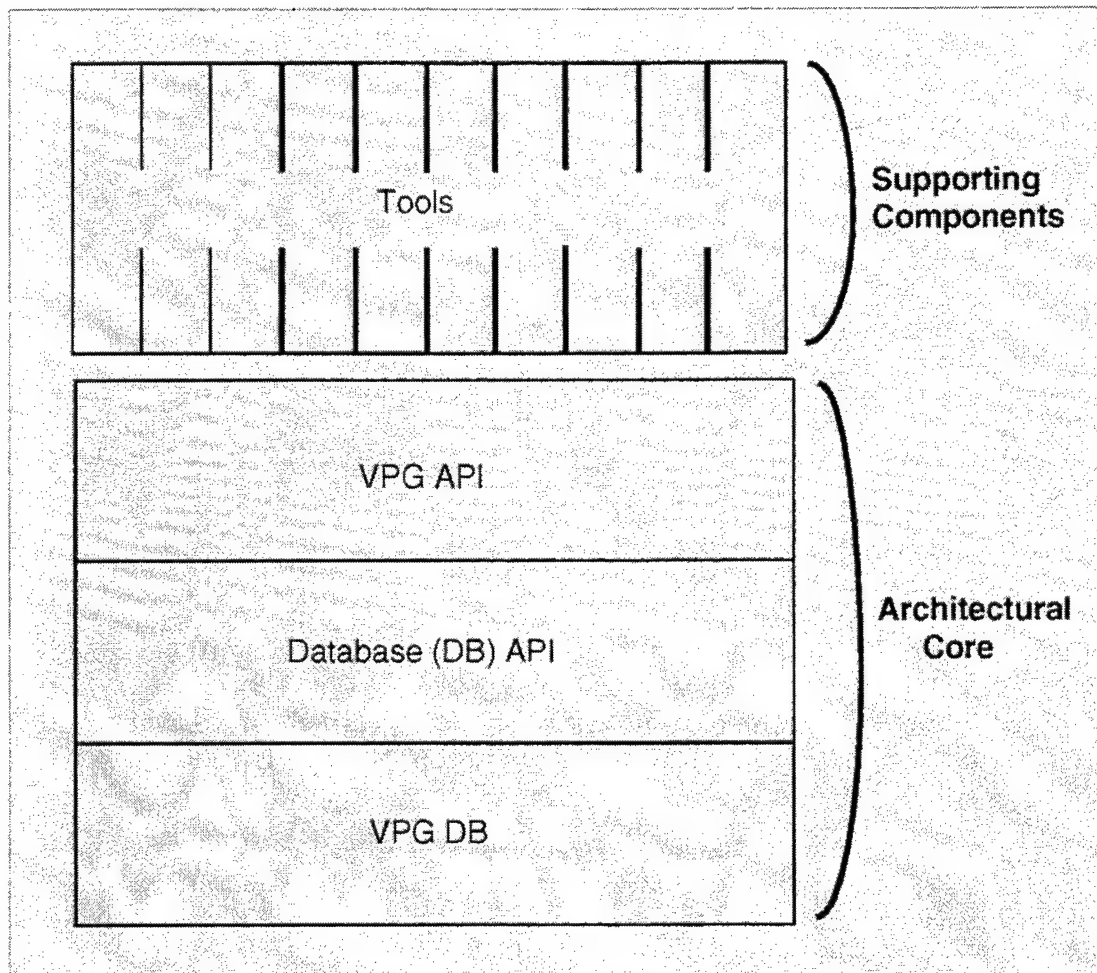 Tools
Supporting
Components
VPG API
Database (DB) API
Architectural
Core
VPG DB